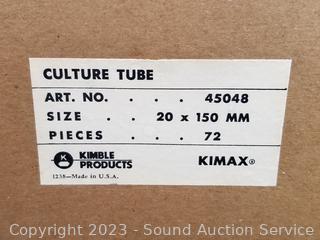 CULTURE TUBE
ART. NO. . . . 45048
SIZE . . 20 x 150 MM
PIECES . . . 72
K KIMBLE PRODUCTS KIMAX®
1238—Made in U.S.A.
Copyright 2023 - Sound Auction Service